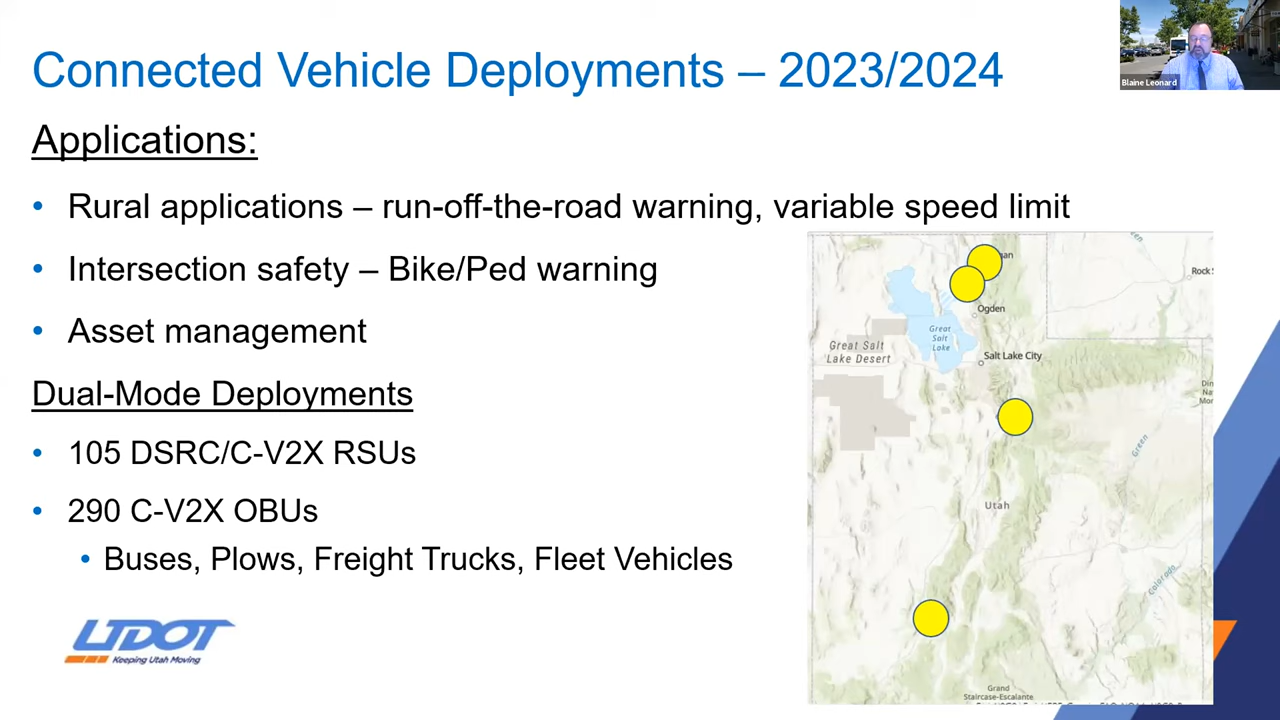 Connected Vehicle Deployments – 2023/2024
Blaine Leonard
Applications:
• Rural applications – run-off-the-road warning, variable speed limit
• Intersection safety – Bike/Ped warning
• Asset management
Dual-Mode Deployments
• 105 DSRC/C-V2X RSUs
• 290 C-V2X OBUs
• Buses, Plows, Freight Trucks, Fleet Vehicles
UDOT
Keeping Utah Moving
Ogden
Great
Salt
Lake
Great Salt
Lake Desert
Salt Lake City
Green
Utah
Colorado
Grand
Staircase-Escalante